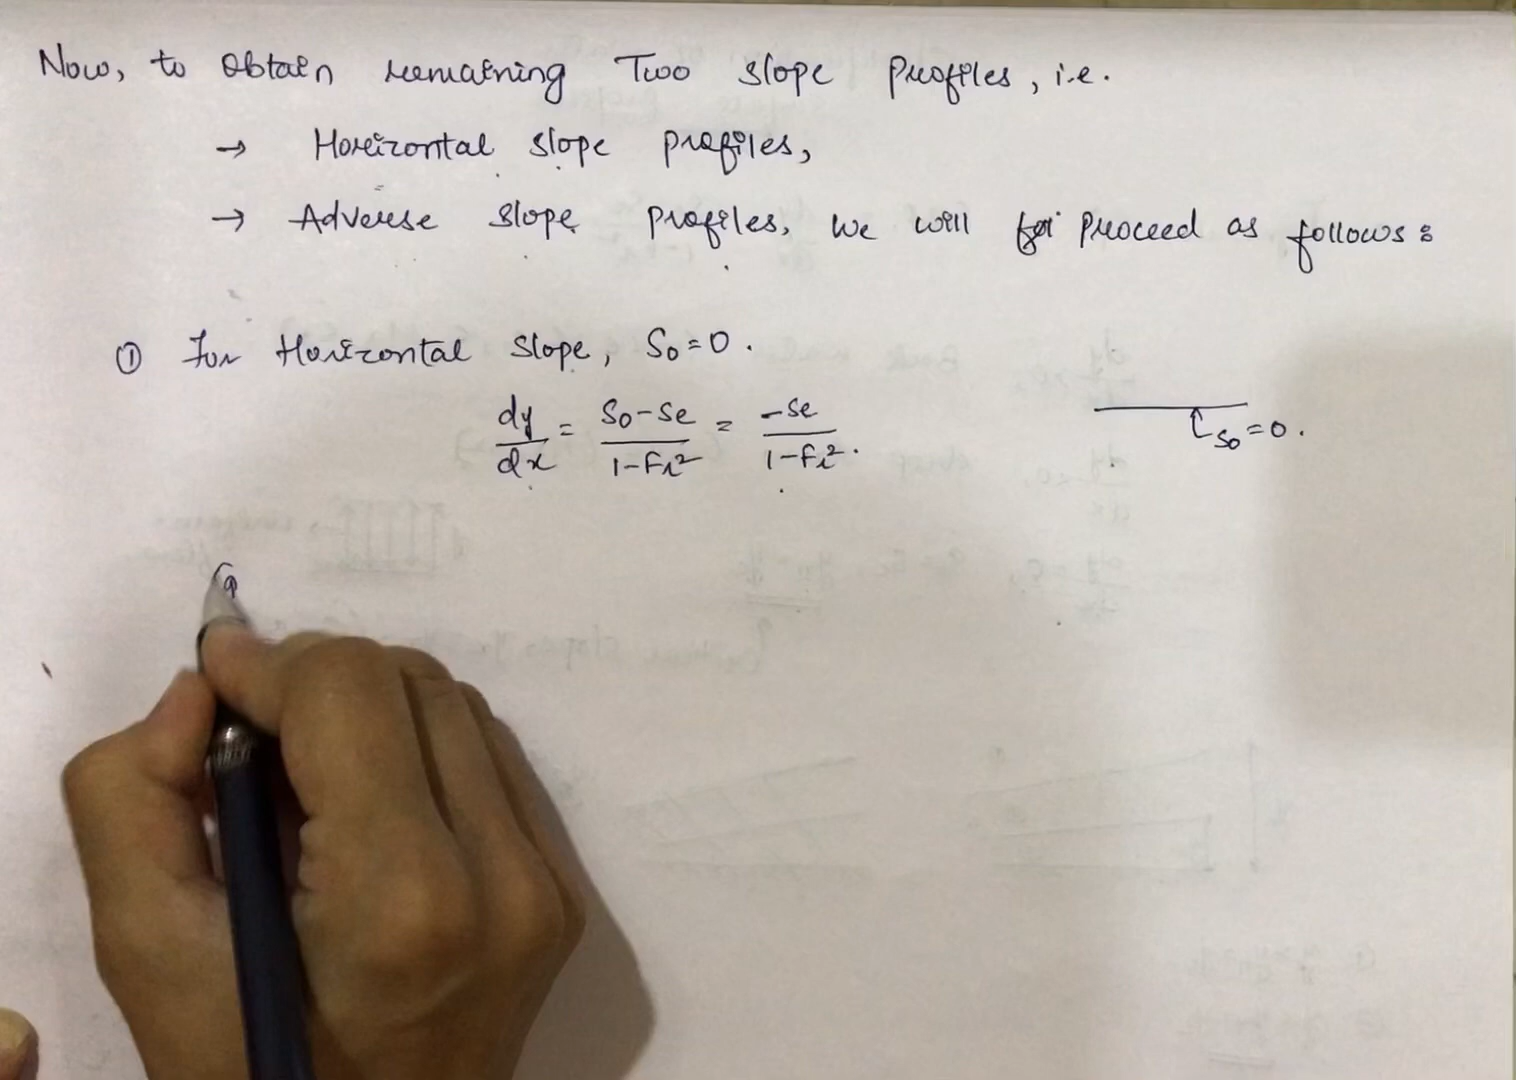 Now, to obtain remaining Two slope profiles, i.e.
→ Horizontal slope profiles,
→ Adverse slope profiles, we will for proceed as follows:
① For Horizontal slope, So=0.
dy/dx = So-Se/1-Fr² = -Se/1-Fr².
So=0.
Ca